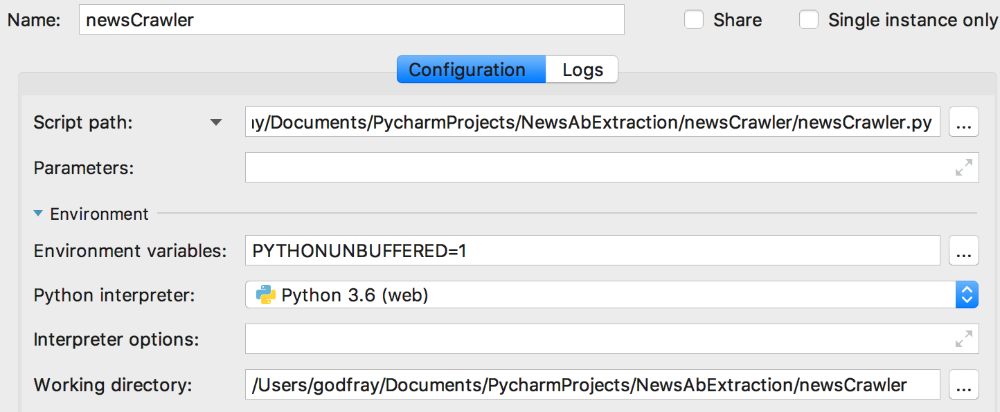 Name: newsCrawler Share Single instance only
Configuration Logs
Script path: ay/Documents/PycharmProjects/NewsAbExtraction/newsCrawler/newsCrawler.py ...
Parameters:
Environment
Environment variables: PYTHONUNBUFFERED=1 ...
Python interpreter: Python 3.6 (web)
Interpreter options:
Working directory: /Users/godfray/Documents/PycharmProjects/NewsAbExtraction/newsCrawler ...